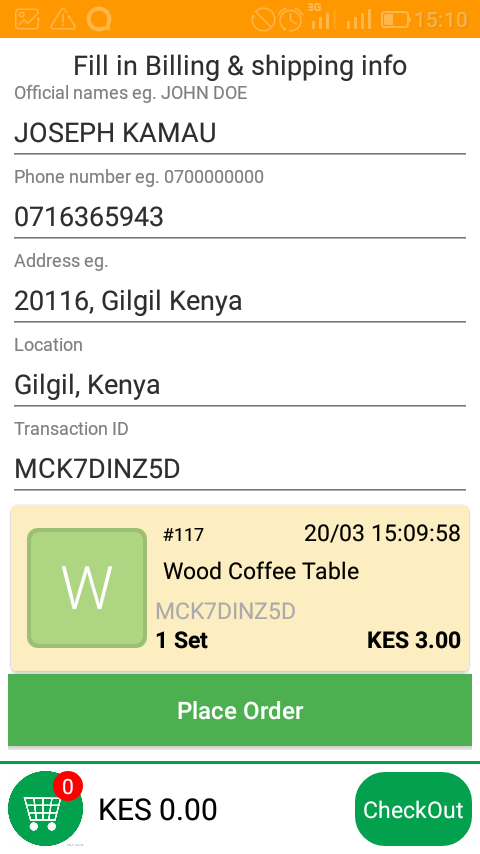 3G
15:10
Fill in Billing & shipping info
Official names eg. JOHN DOE
JOSEPH KAMAU
Phone number eg. 0700000000
0716365943
Address eg.
20116, Gilgil Kenya
Location
Gilgil, Kenya
Transaction ID
MCK7DINZ5D
#117 20/03 15:09:58
W
Wood Coffee Table
MCK7DINZ5D
1 Set KES 3.00
Place Order
0
KES 0.00
CheckOut